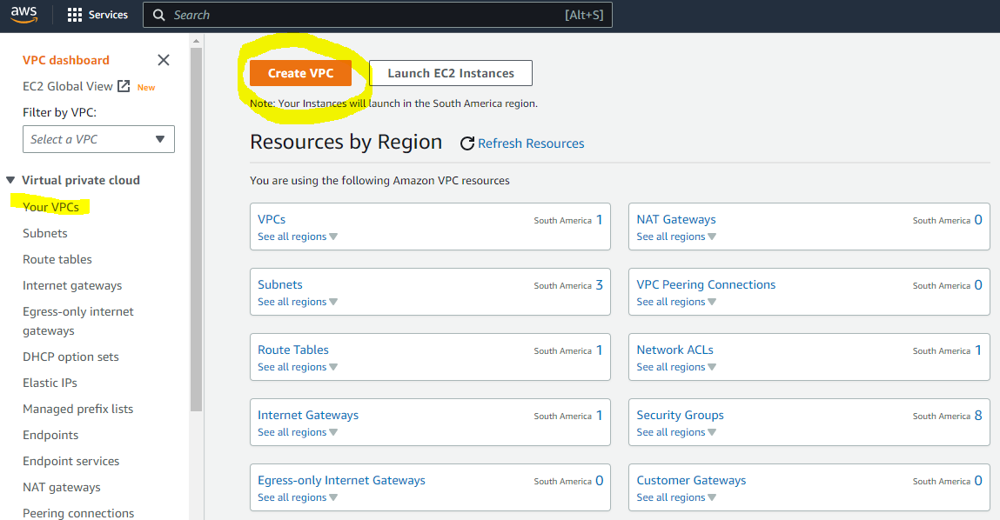 aws
Services
Search
[Alt+S]
VPC dashboard
EC2 Global View New
Filter by VPC:
Select a VPC
Virtual private cloud
Your VPCs
Subnets
Route tables
Internet gateways
Egress-only internet
gateways
DHCP option sets
Elastic IPs
Managed prefix lists
Endpoints
Endpoint services
NAT gateways
Peering connections
Create VPC
Launch EC2 Instances
Note: Your Instances will launch in the South America region.
Resources by Region
Refresh Resources
You are using the following Amazon VPC resources
VPCs South America 1
See all regions
NAT Gateways South America 0
See all regions
Subnets South America 3
See all regions
VPC Peering Connections South America 0
See all regions
Route Tables South America 1
See all regions
Network ACLs South America 1
See all regions
Internet Gateways South America 1
See all regions
Security Groups South America 8
See all regions
Egress-only Internet Gateways South America 0
See all regions
Customer Gateways South America 0
See all regions